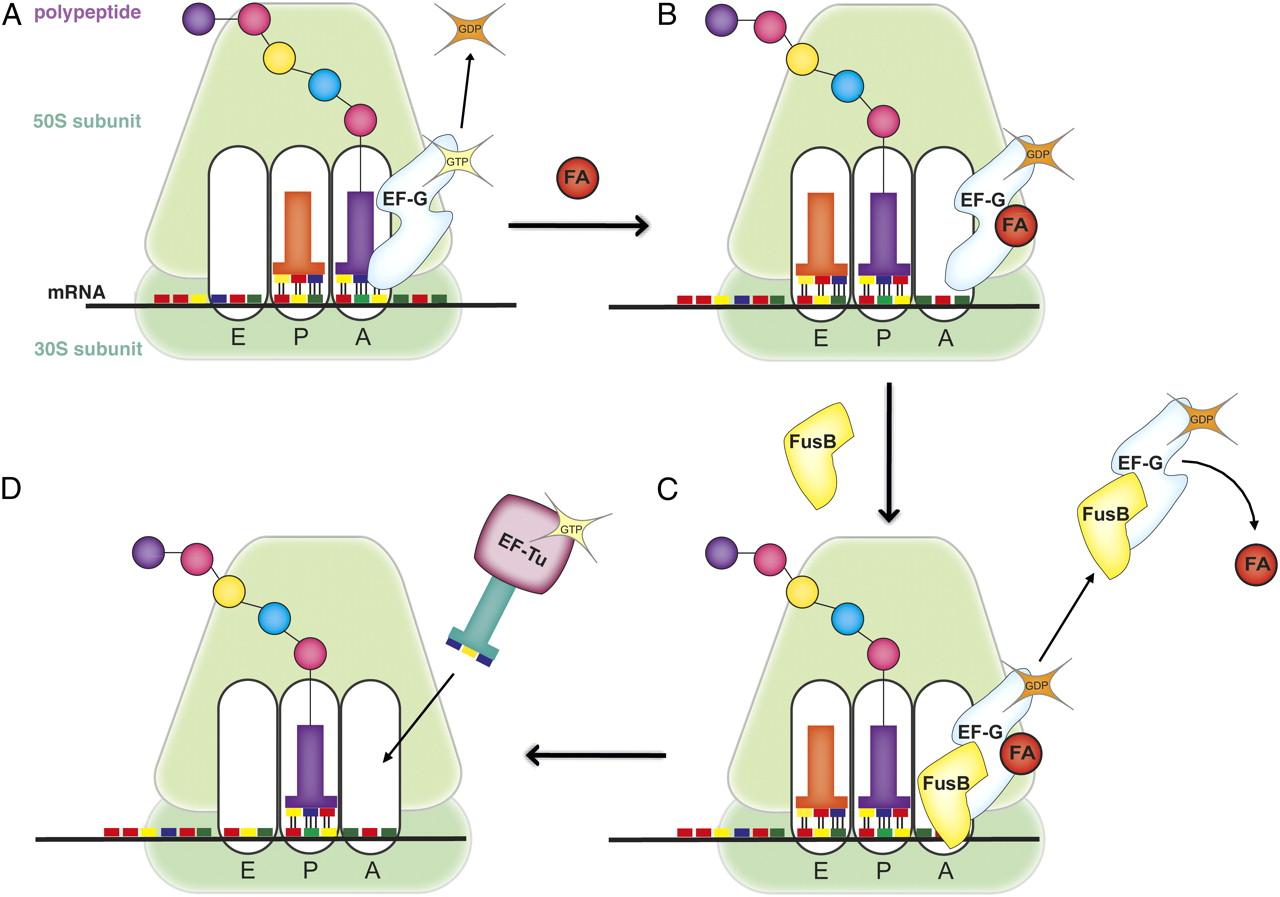 A
polypeptide
GDP
50S subunit
GTP
EF-G
mRNA
E P A
30S subunit
FA
B
GDP
EF-G
FA
E P A
FusB
GDP
EF-G
FusB
FA
D
GTP
EF-Tu
E P A
C
GDP
EF-G
FA
FusB
E P A